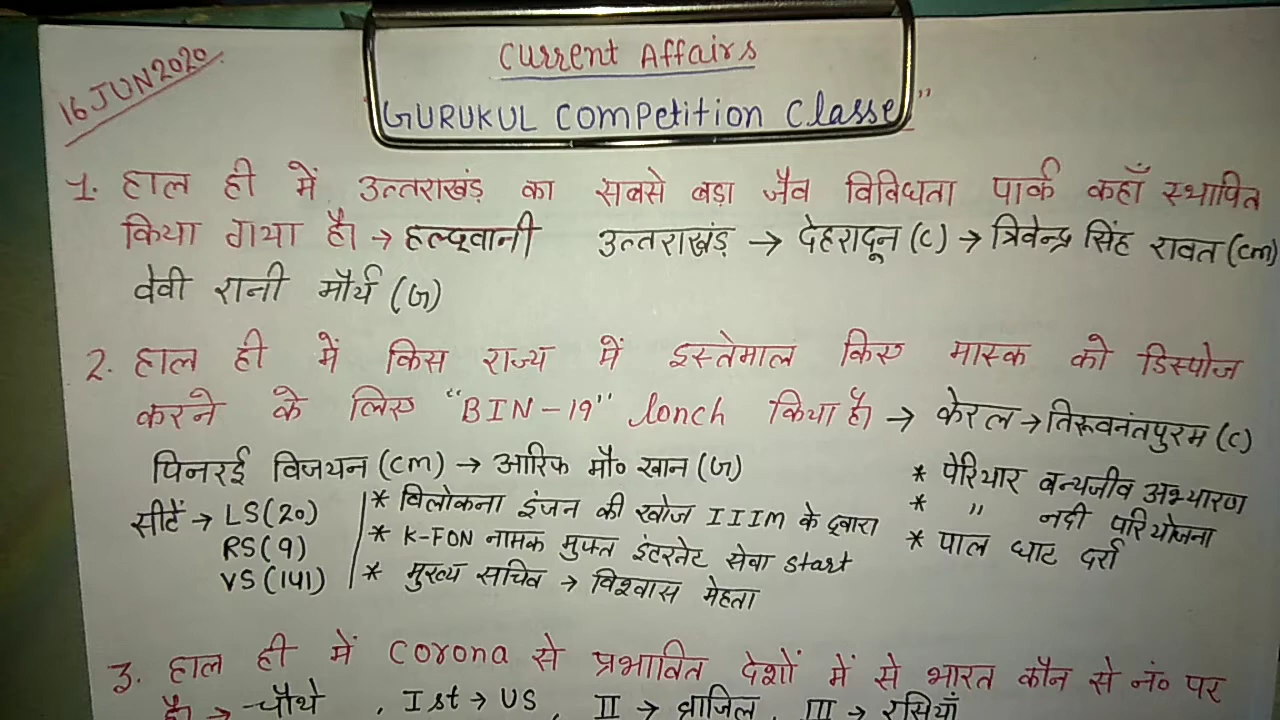 16 JUN 2020
Current Affairs
"GURUKUL Competition Classe"
1. हाल ही में उत्तराखंड़ का सबसे बड़ा जैव विविधता पार्क कहाँ स्थापित
किया गया है। → हल्द्वानी उत्तराखंड़ → देहरादून (C) → त्रिवेन्द्र सिंह रावत (cm)
वेवी रानी मौर्य (G)
2. हाल ही में किस राज्य में इस्तेमाल किए मास्क को डिस्पोज
करने के लिए "BIN-19" lonch किया है। → केरल → तिरूवनंतपुरम (C)
पिनरई विजयन (cm) → आरिफ मौ० खान (G)
सीटें → LS(20)
RS(9)
VS(141)
* विलोकना इंजन की खोज IIIM के द्वारा
* K-FON नामक मुफ्त इंटरनेट सेवा start
* मुख्य सचिव → विश्वास मेहता
* पेरियार वन्यजीव अभ्यारण
* " नदी परियोजना
* पाल घाट दर्रा
3. हाल ही में Corona से प्रभावित देशों में से भारत कौन से नं० पर
है। → चौथे , I st → US, II → ब्राजिल, III → रसियाँ